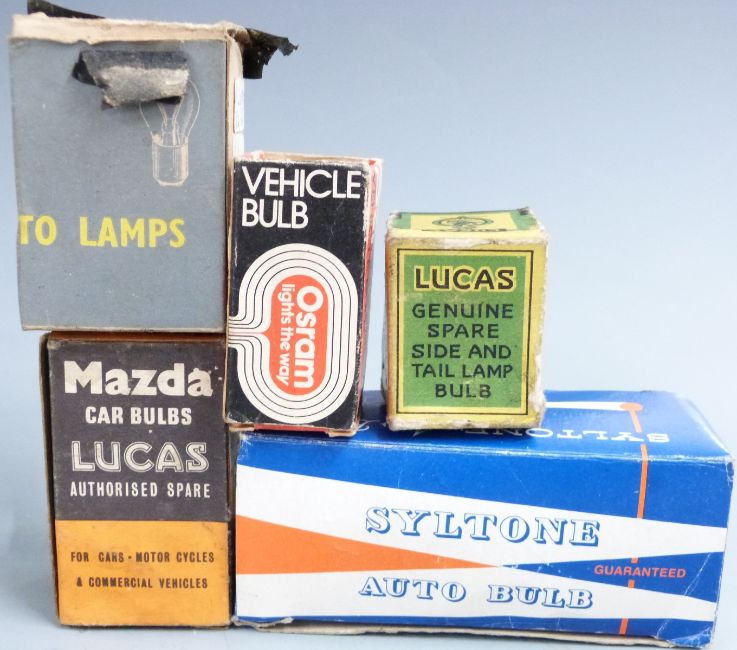 TO LAMPS
VEHICLE
BULB
Osram
lights the way
LUCAS
GENUINE
SPARE
SIDE AND
TAIL LAMP
BULB
Mazda
CAR BULBS
LUCAS
AUTHORISED SPARE
FOR CARS • MOTOR CYCLES
& COMMERCIAL VEHICLES
SYLTONE
SYLTONE
GUARANTEED
AUTO BULB